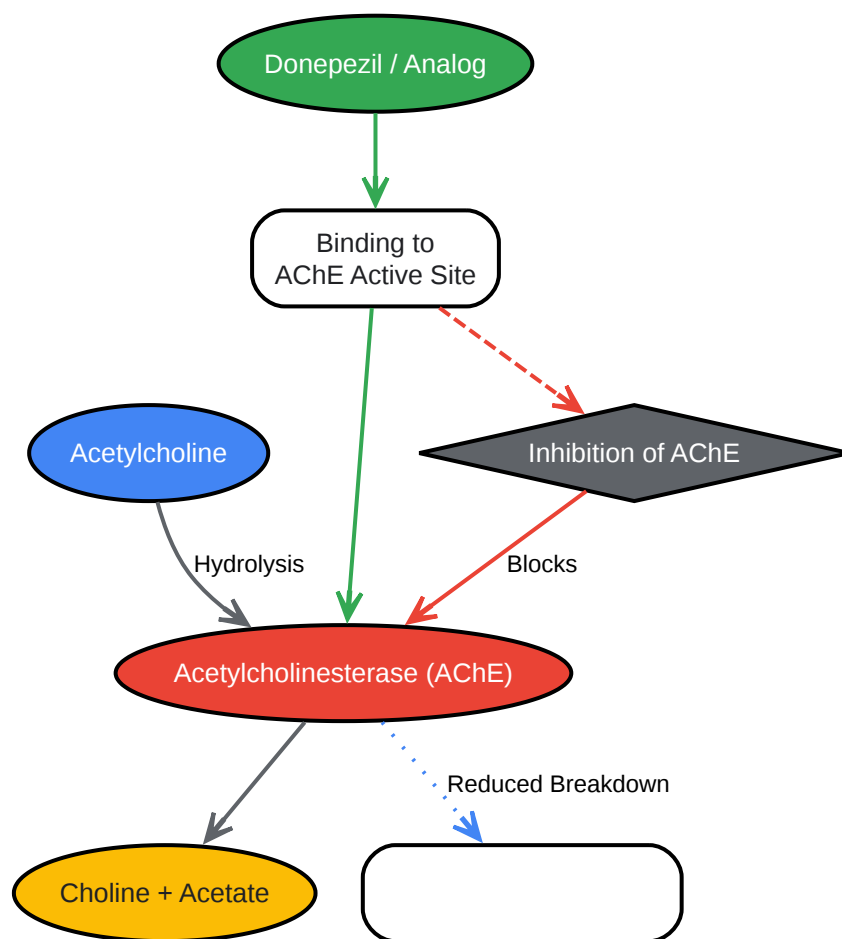 Donepezil / Analog
Binding to
AChE Active Site
Acetylcholine
Inhibition of AChE
Hydrolysis
Blocks
Acetylcholinesterase (AChE)
Reduced Breakdown
Choline + Acetate